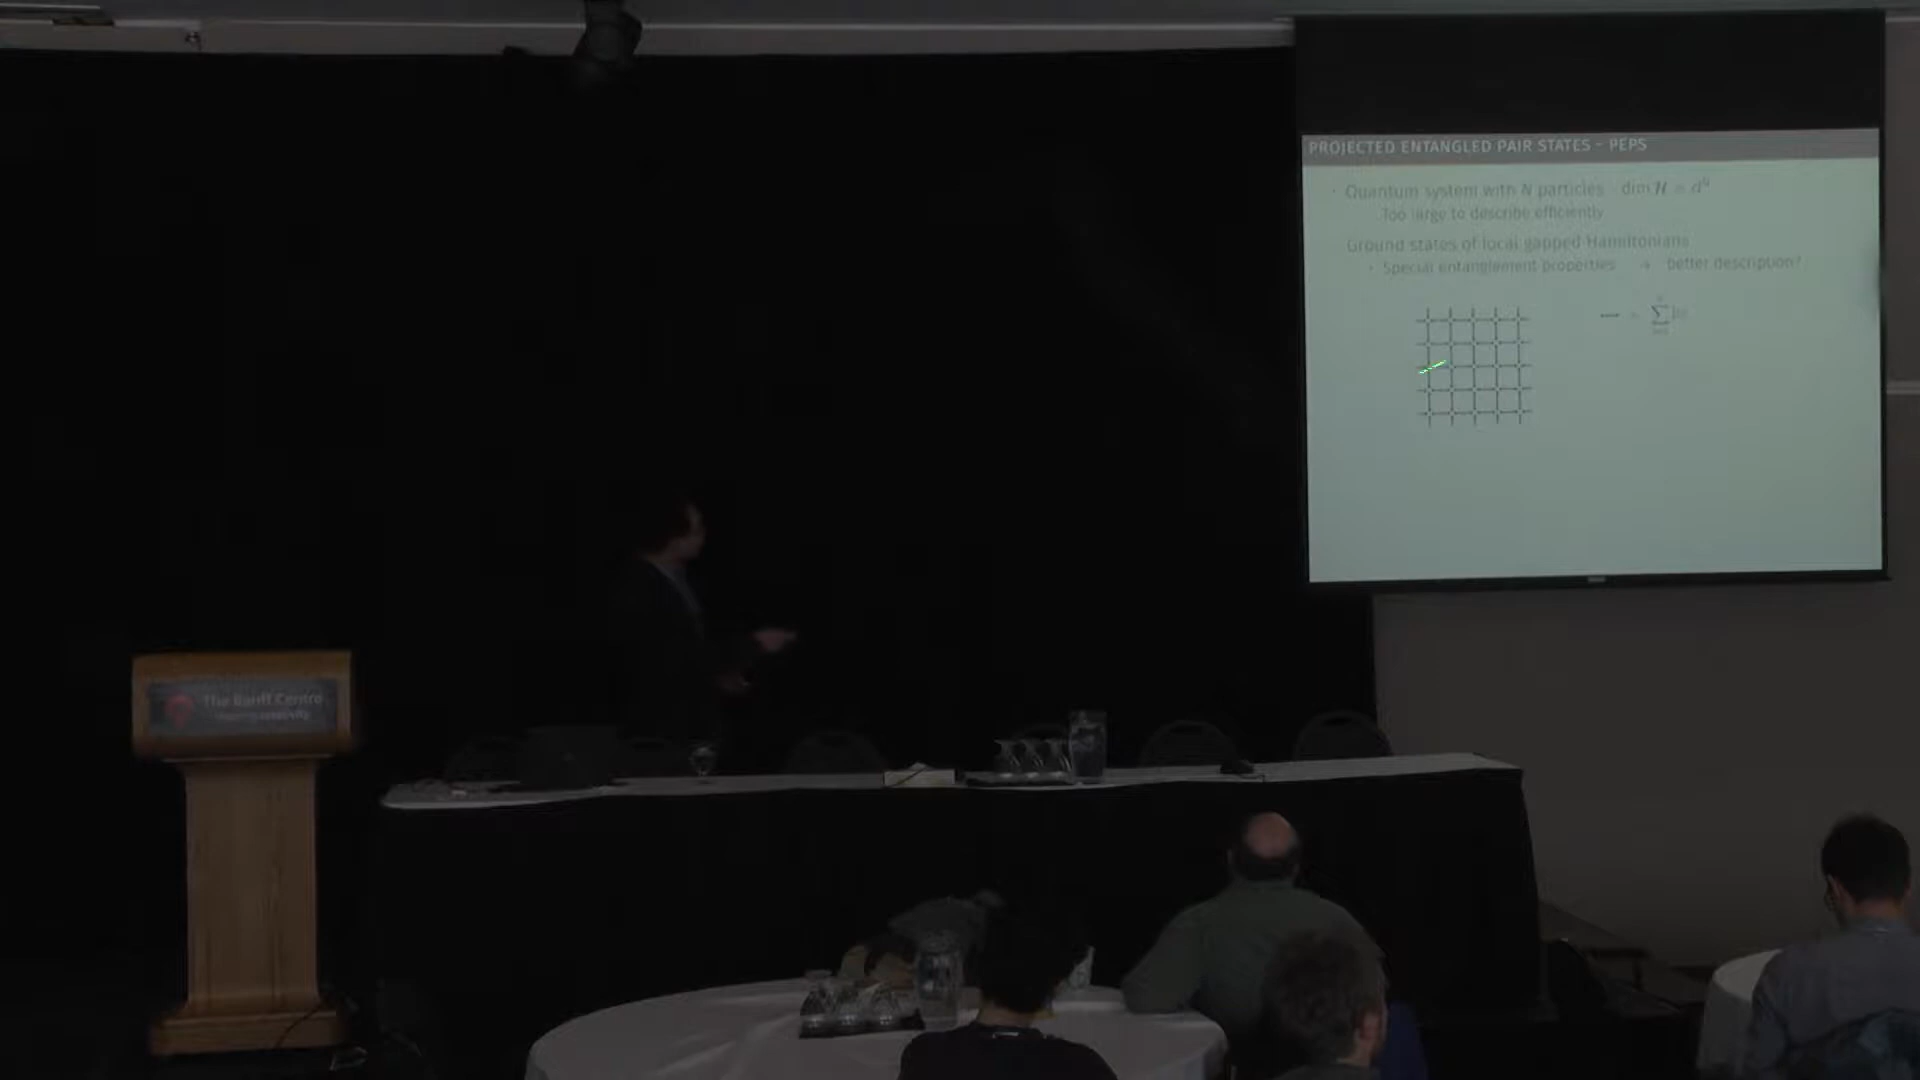 PROJECTED ENTANGLED PAIR STATES - PEPS
Quantum system with N particles dim H = d^N
Too large to describe efficiently
Ground states of local gapped Hamiltonians
Special entanglement properties → better description?
The Banff Centre